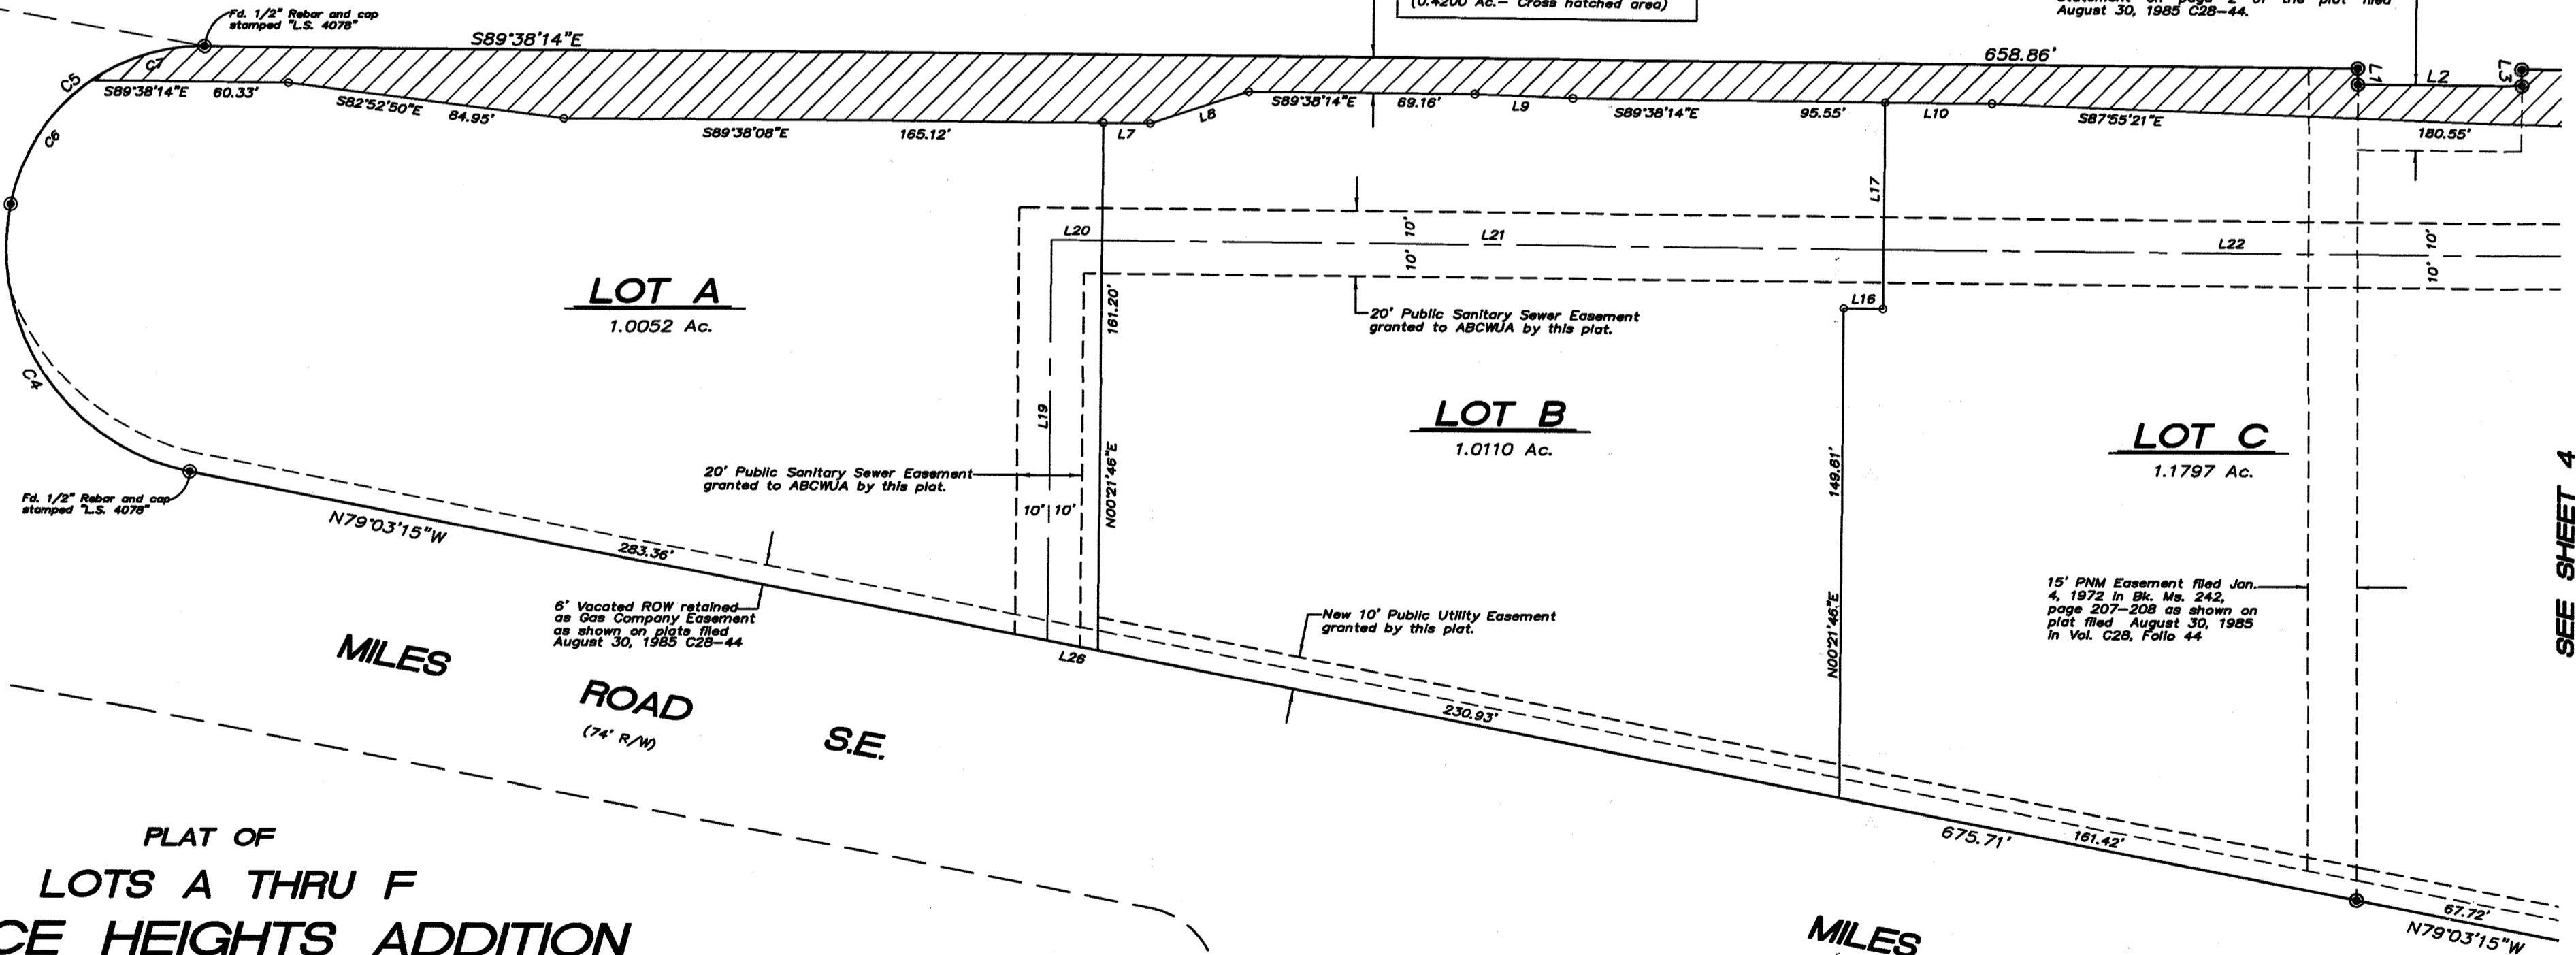 Fd. 1/2" Rebar and cap
stamped "L.S. 4078"
(0.4200 Ac.— Cross hatched area)
statement on page 2 of the plat filed
August 30, 1985 C28—44.
S89°38'14"E
658.86'
L1
L2
L3
C5
C7
C6
C4
S89°38'14"E 60.33'
S82°52'50"E 84.95'
S89°38'08"E 165.12'
L7
L8
S89°38'14"E 69.16'
L9
S89°38'14"E 95.55'
L10
S87°55'21"E
180.55'
L17
L20
L21
L22
10' 10'
10' 10'
L16
LOT A
1.0052 Ac.
161.20'
N00°21'46"E
20' Public Sanitary Sewer Easement
granted to ABCWUA by this plat.
LOT B
1.0110 Ac.
LOT C
1.1797 Ac.
L19
149.61'
N00°21'46"E
20' Public Sanitary Sewer Easement
granted to ABCWUA by this plat.
10' 10'
Fd. 1/2" Rebar and cap
stamped "L.S. 4078"
N79°03'15"W
283.36'
6' Vacated ROW retained
as Gas Company Easement
as shown on plats filed
August 30, 1985 C28—44
New 10' Public Utility Easement
granted by this plat.
15' PNM Easement filed Jan.
4, 1972 in Bk. Ms. 242,
page 207—208 as shown on
plat filed August 30, 1985
in Vol. C28, Folio 44
SEE SHEET 4
L26
230.93'
675.71'
161.42'
67.72'
N79°03'15"W
MILES
ROAD
(74' R/W)
S.E.
MILES
PLAT OF
LOTS A THRU F
CE HEIGHTS ADDITION